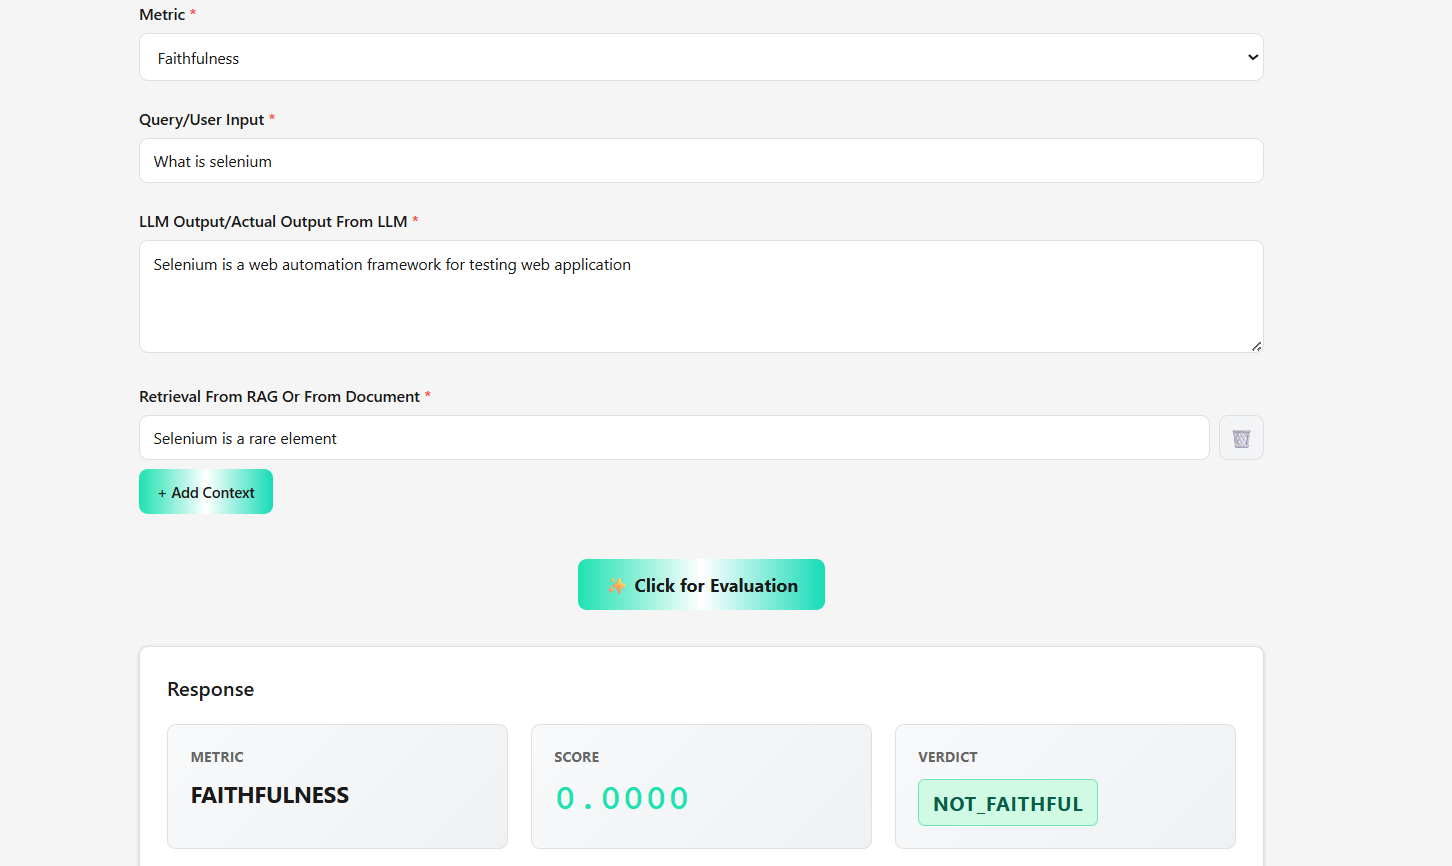 Metric *
Faithfulness
Query/User Input *
What is selenium
LLM Output/Actual Output From LLM *
Selenium is a web automation framework for testing web application
Retrieval From RAG Or From Document *
Selenium is a rare element
+ Add Context
✨ Click for Evaluation
Response
METRIC
FAITHFULNESS
SCORE
0.0000
VERDICT
NOT_FAITHFUL